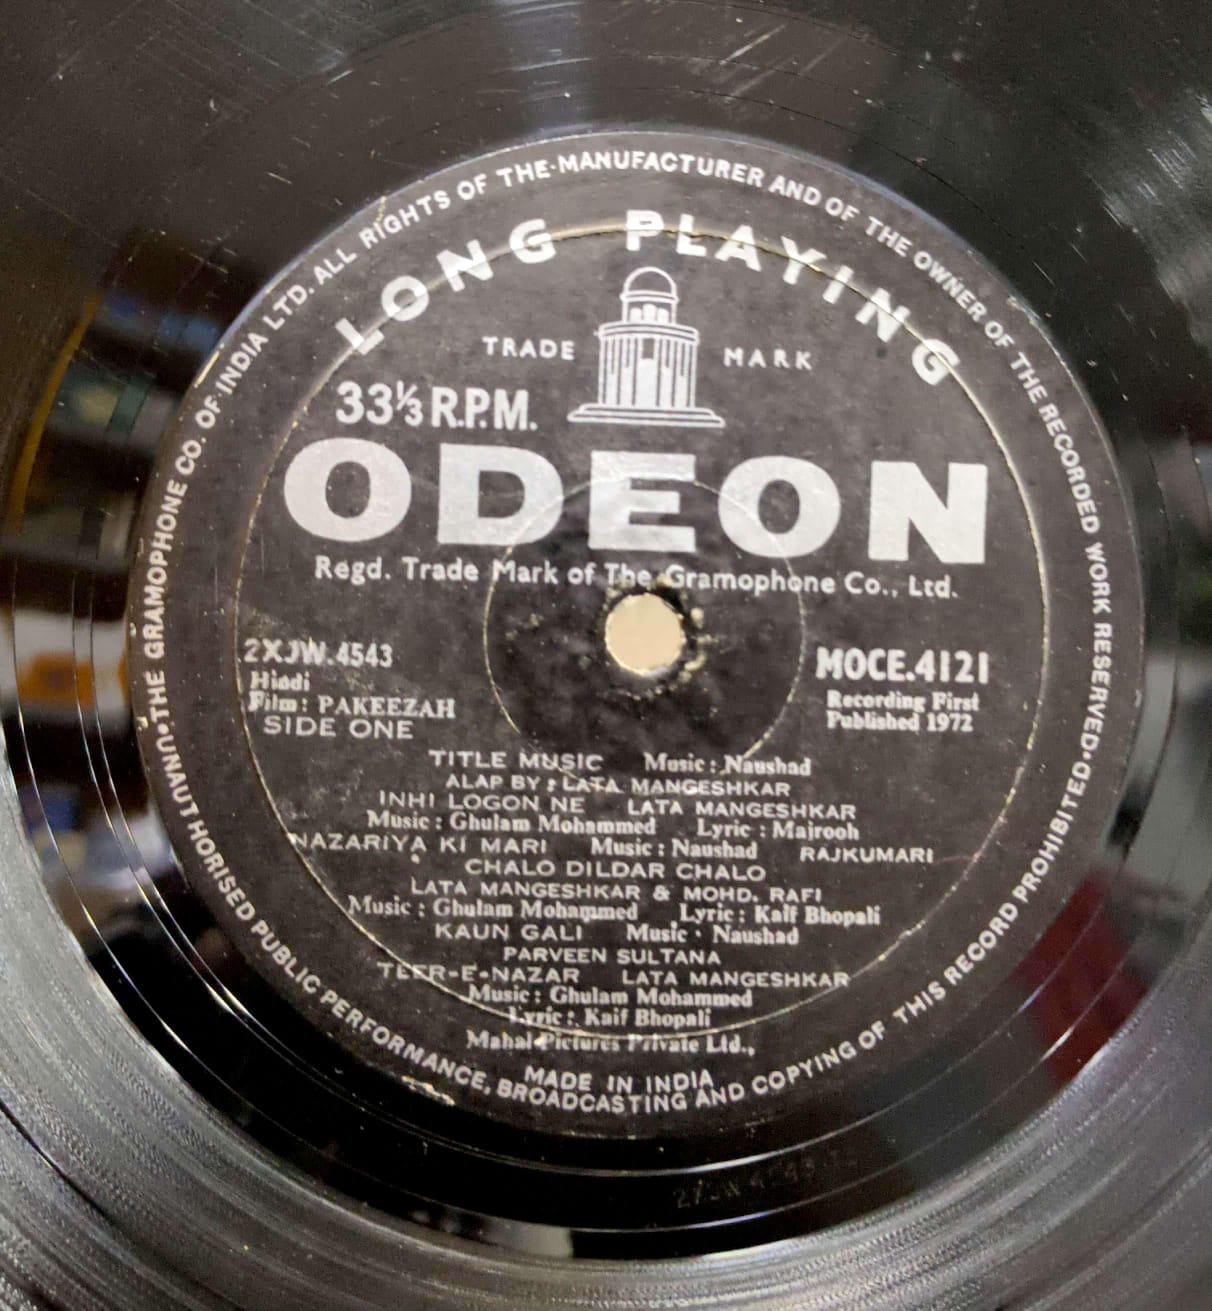 THE GRAMOPHONE CO. OF INDIA LTD. ALL RIGHTS OF THE MANUFACTURER AND OF THE OWNER OF THE RECORDED WORK RESERVED
UNAUTHORISED PUBLIC PERFORMANCE, BROADCASTING AND COPYING OF THIS RECORD PROHIBITED
LONG PLAYING
TRADE MARK
33⅓ R.P.M.
ODEON
Regd. Trade Mark of The Gramophone Co., Ltd.
2XJW.4543 MOCE.4121
Hindi Recording First
Film: PAKEEZAH Published 1972
SIDE ONE
TITLE MUSIC Music: Naushad
ALAP BY: LATA MANGESHKAR
INHI LOGON NE LATA MANGESHKAR
Music: Ghulam Mohammed Lyric: Majrooh
NAZARIYA KI MARI Music: Naushad RAJKUMARI
CHALO DILDAR CHALO
LATA MANGESHKAR & MOHD. RAFI
Music: Ghulam Mohammed Lyric: Kaif Bhopali
KAUN GALI Music: Naushad
PARVEEN SULTANA
TEER-E-NAZAR LATA MANGESHKAR
Music: Ghulam Mohammed
Lyric: Kaif Bhopali
Mahal Pictures Private Ltd.,
MADE IN INDIA